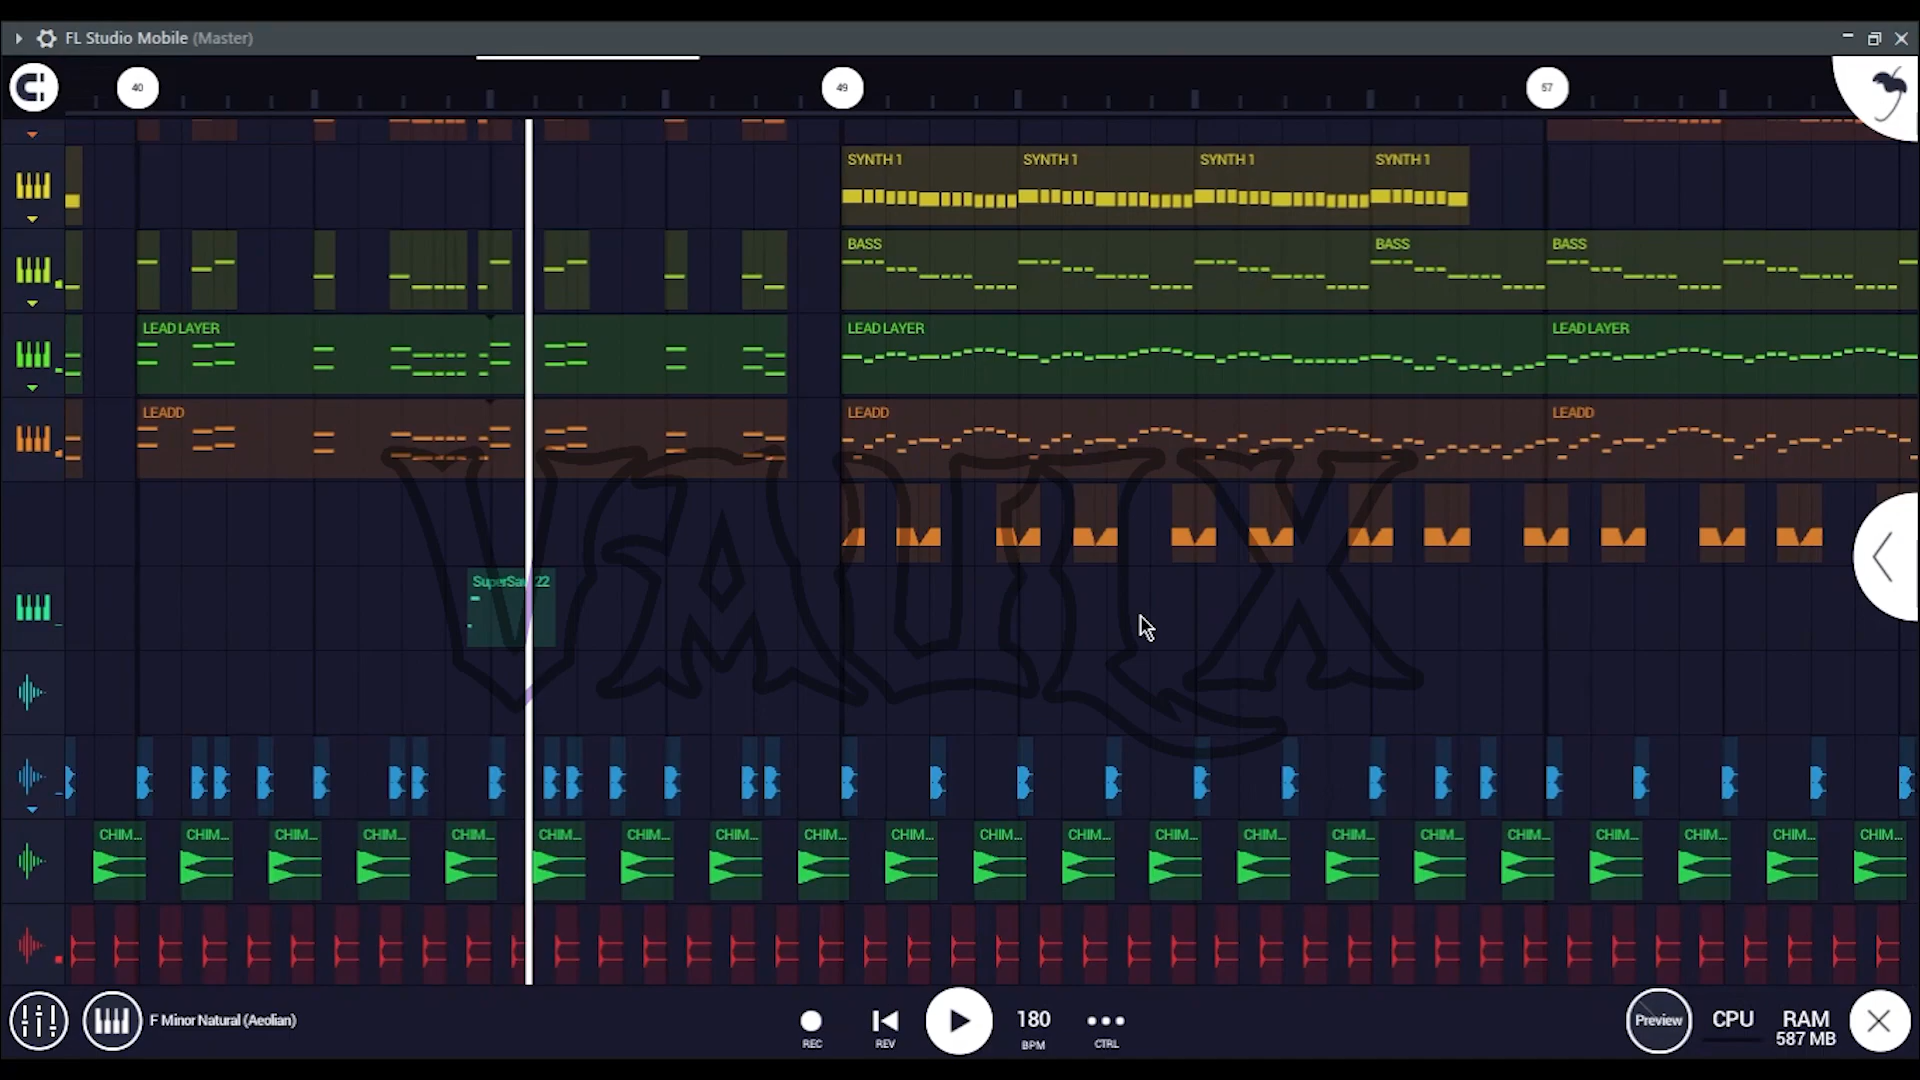 FL Studio Mobile (Master)
40
49
57
SYNTH 1 SYNTH 1 SYNTH 1 SYNTH 1
BASS BASS BASS
LEAD LAYER LEAD LAYER LEAD LAYER
LEADD LEADD LEADD
SuperSaw 22
VAUIX
CHIM... CHIM... CHIM... CHIM... CHIM... CHIM... CHIM... CHIM... CHIM... CHIM... CHIM... CHIM... CHIM... CHIM... CHIM... CHIM... CHIM... CHIM... CHIM... CHIM... CHIM...
F Minor Natural (Aeolian)
REC
REV
180
BPM
CTRL
Preview
CPU
RAM
587 MB